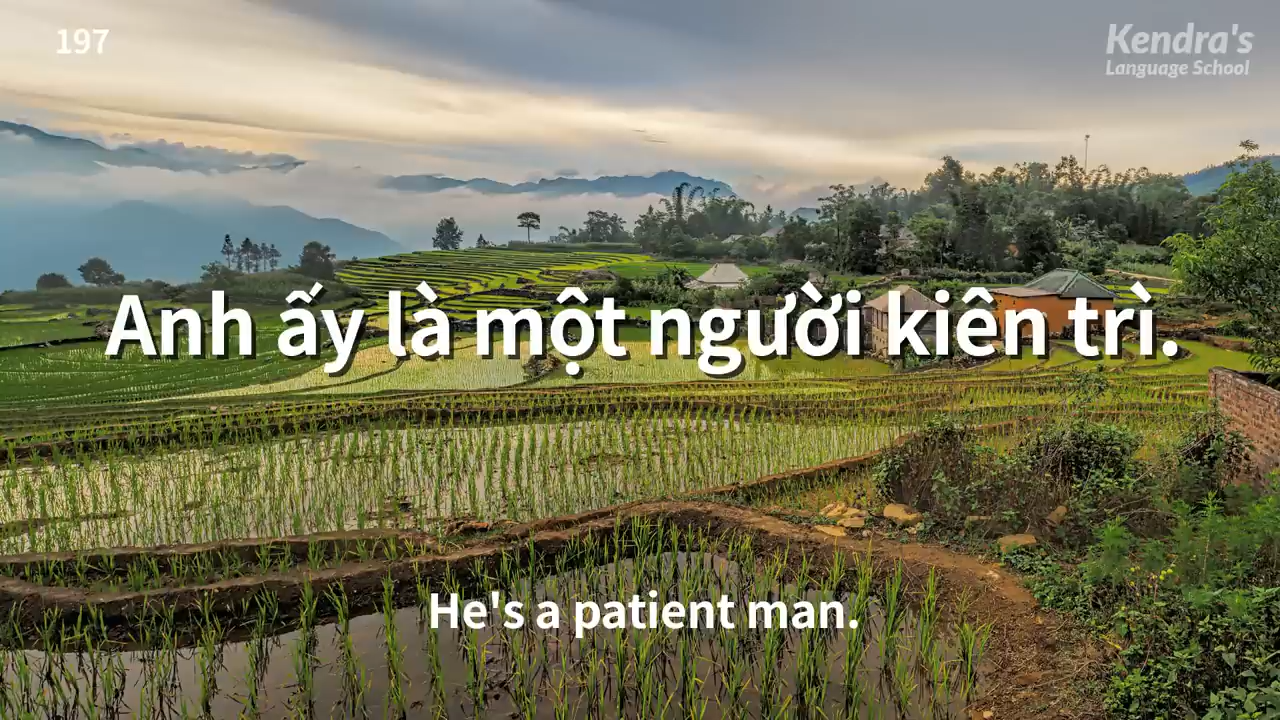 197
Kendra's
Language School
Anh ấy là một người kiên trì.
He's a patient man.